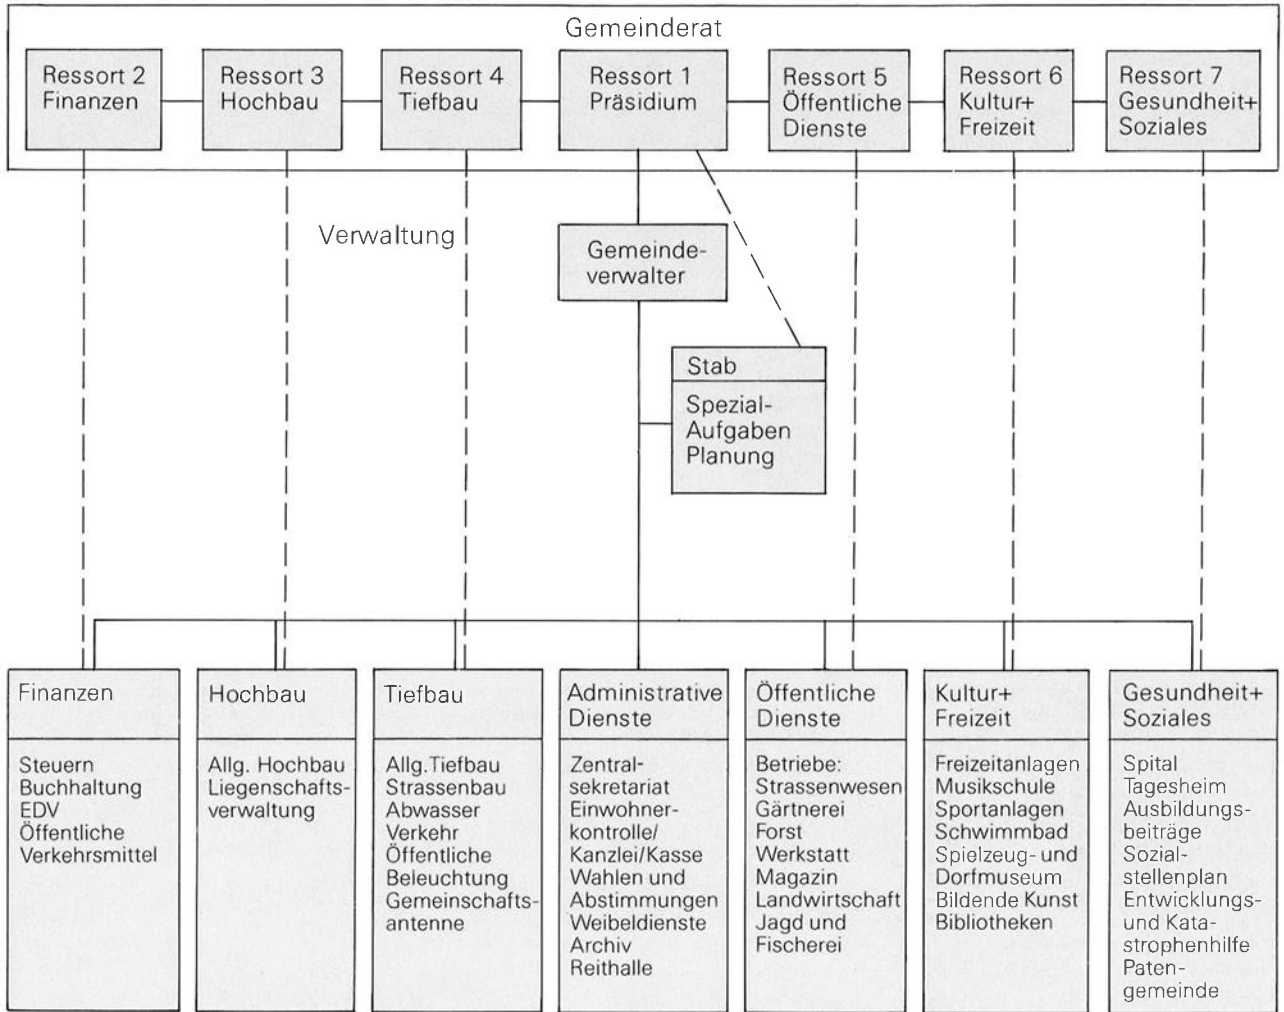 Gemeinderat
Ressort 2
Finanzen
Ressort 3
Hochbau
Ressort 4
Tiefbau
Ressort 1
Präsidium
Ressort 5
Öffentliche
Dienste
Ressort 6
Kultur+
Freizeit
Ressort 7
Gesundheit+
Soziales
Verwaltung
Gemeinde-
verwalter
Stab
Spezial-
Aufgaben
Planung
Finanzen
Steuern
Buchhaltung
EDV
Öffentliche
Verkehrsmittel
Hochbau
Allg. Hochbau
Liegenschafts-
verwaltung
Tiefbau
Allg.Tiefbau
Strassenbau
Abwasser
Verkehr
Öffentliche
Beleuchtung
Gemeinschafts-
antenne
Administrative
Dienste
Zentral-
sekretariat
Einwohner-
kontrolle/
Kanzlei/Kasse
Wahlen und
Abstimmungen
Weibeldienste
Archiv
Reithalle
Öffentliche
Dienste
Betriebe:
Strassenwesen
Gärtnerei
Forst
Werkstatt
Magazin
Landwirtschaft
Jagd und
Fischerei
Kultur+
Freizeit
Freizeitanlagen
Musikschule
Sportanlagen
Schwimmbad
Spielzeug- und
Dorfmuseum
Bildende Kunst
Bibliotheken
Gesundheit+
Soziales
Spital
Tagesheim
Ausbildungs-
beiträge
Sozial-
stellenplan
Entwicklungs-
und Kata-
strophenhilfe
Paten-
gemeinde